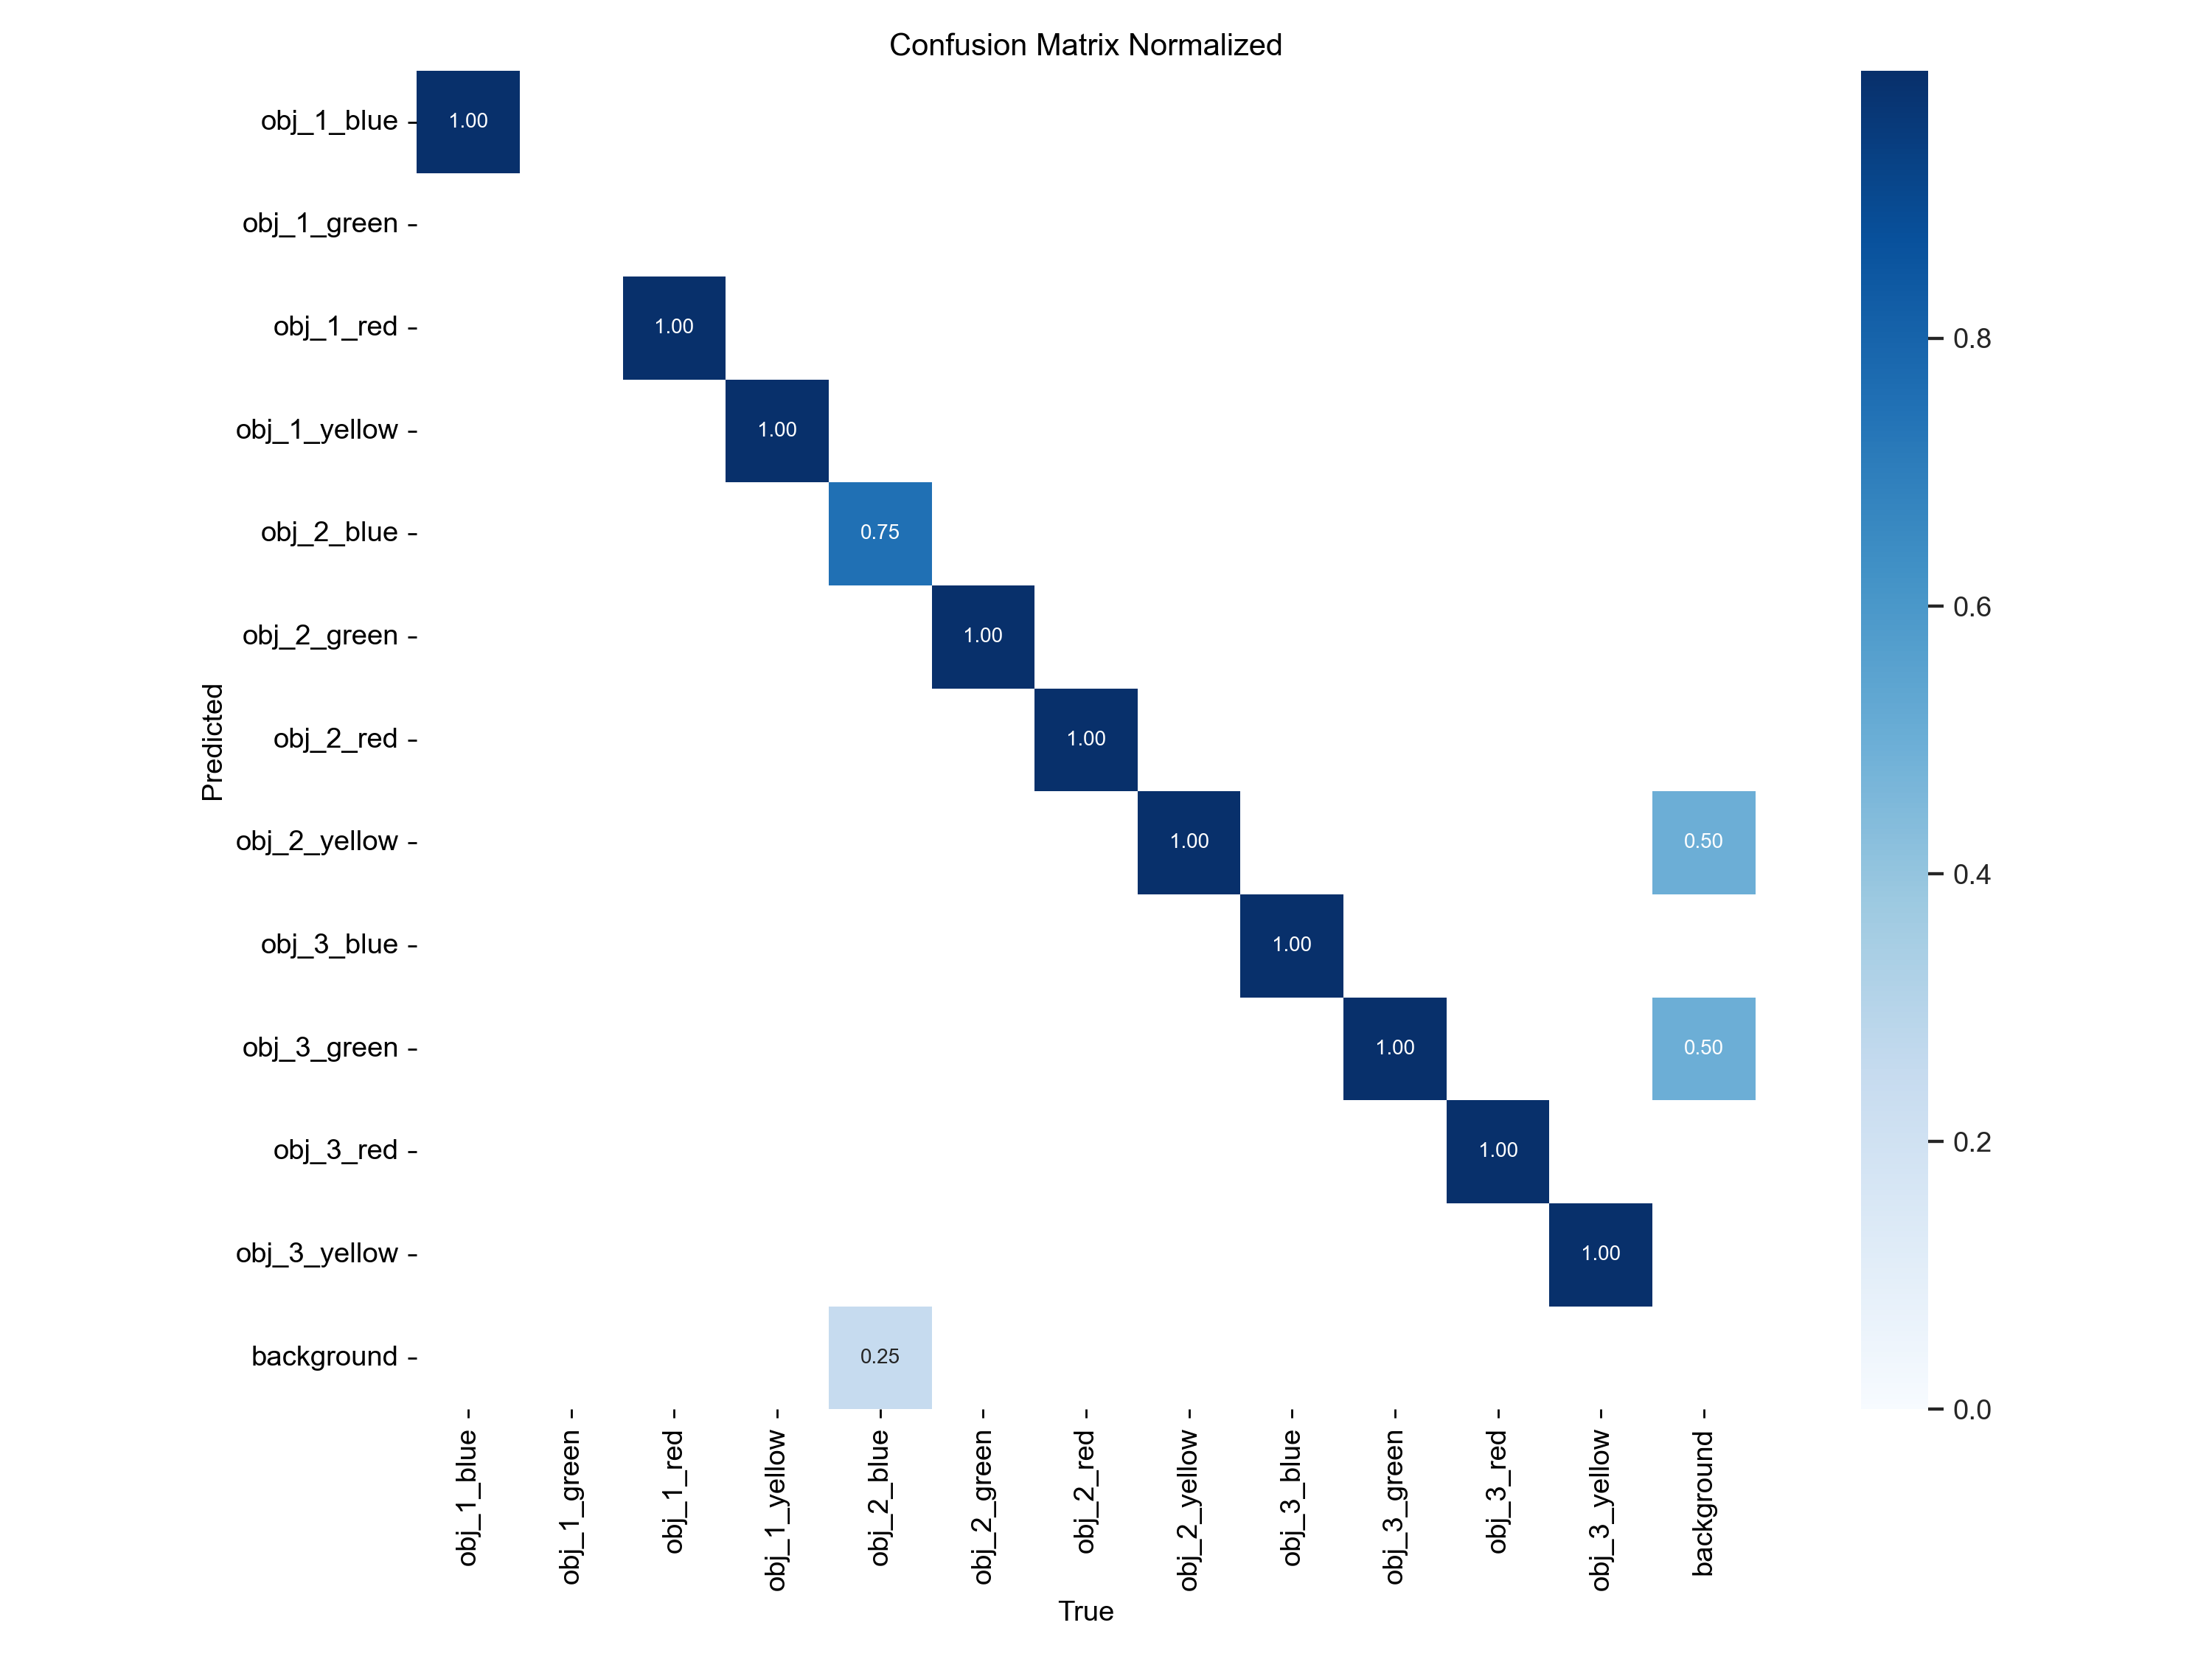 Confusion Matrix Normalized
obj_1_blue
1.00
obj_1_green
obj_1_red
1.00
0.8
obj_1_yellow
1.00
obj_2_blue
0.75
0.6
obj_2_green
1.00
Predicted
obj_2_red
1.00
obj_2_yellow
1.00
0.50
0.4
obj_3_blue
1.00
obj_3_green
1.00
0.50
obj_3_red
1.00
0.2
obj_3_yellow
1.00
background
0.25
0.0
obj_1_blue
obj_1_green
obj_1_red
obj_1_yellow
obj_2_blue
obj_2_green
obj_2_red
obj_2_yellow
obj_3_blue
obj_3_green
obj_3_red
obj_3_yellow
background
True